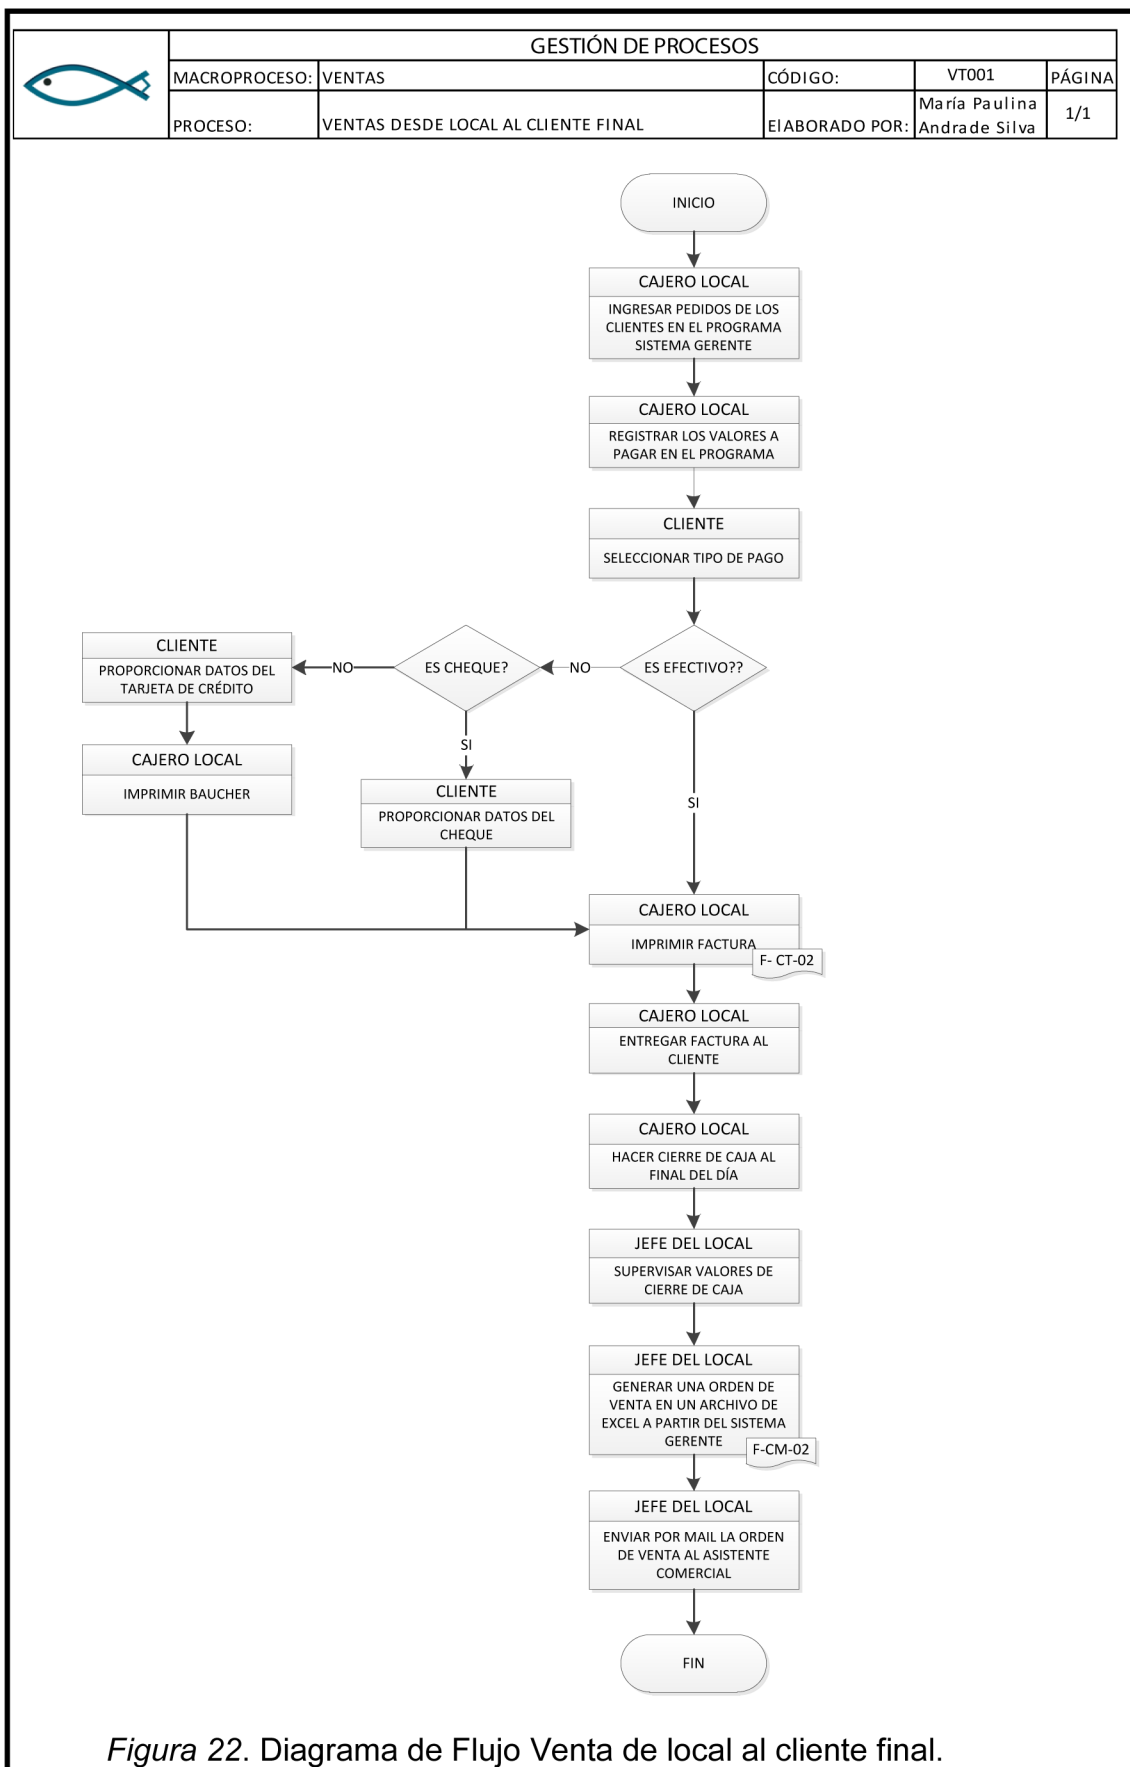 GESTIÓN DE PROCESOS
MACROPROCESO: VENTAS CÓDIGO: VT001 PÁGINA
PROCESO: VENTAS DESDE LOCAL AL CLIENTE FINAL ElABORADO POR: María Paulina
Andrade Silva
1/1
INICIO
CAJERO LOCAL
INGRESAR PEDIDOS DE LOS
CLIENTES EN EL PROGRAMA
SISTEMA GERENTE
CAJERO LOCAL
REGISTRAR LOS VALORES A
PAGAR EN EL PROGRAMA
CLIENTE
SELECCIONAR TIPO DE PAGO
ES EFECTIVO??
NO
ES CHEQUE?
NO
CLIENTE
PROPORCIONAR DATOS DEL
TARJETA DE CRÉDITO
CAJERO LOCAL
IMPRIMIR BAUCHER
SI
CLIENTE
PROPORCIONAR DATOS DEL
CHEQUE
SI
CAJERO LOCAL
IMPRIMIR FACTURA
F- CT-02
CAJERO LOCAL
ENTREGAR FACTURA AL
CLIENTE
CAJERO LOCAL
HACER CIERRE DE CAJA AL
FINAL DEL DÍA
JEFE DEL LOCAL
SUPERVISAR VALORES DE
CIERRE DE CAJA
JEFE DEL LOCAL
GENERAR UNA ORDEN DE
VENTA EN UN ARCHIVO DE
EXCEL A PARTIR DEL SISTEMA
GERENTE
F-CM-02
JEFE DEL LOCAL
ENVIAR POR MAIL LA ORDEN
DE VENTA AL ASISTENTE
COMERCIAL
FIN
Figura 22. Diagrama de Flujo Venta de local al cliente final.